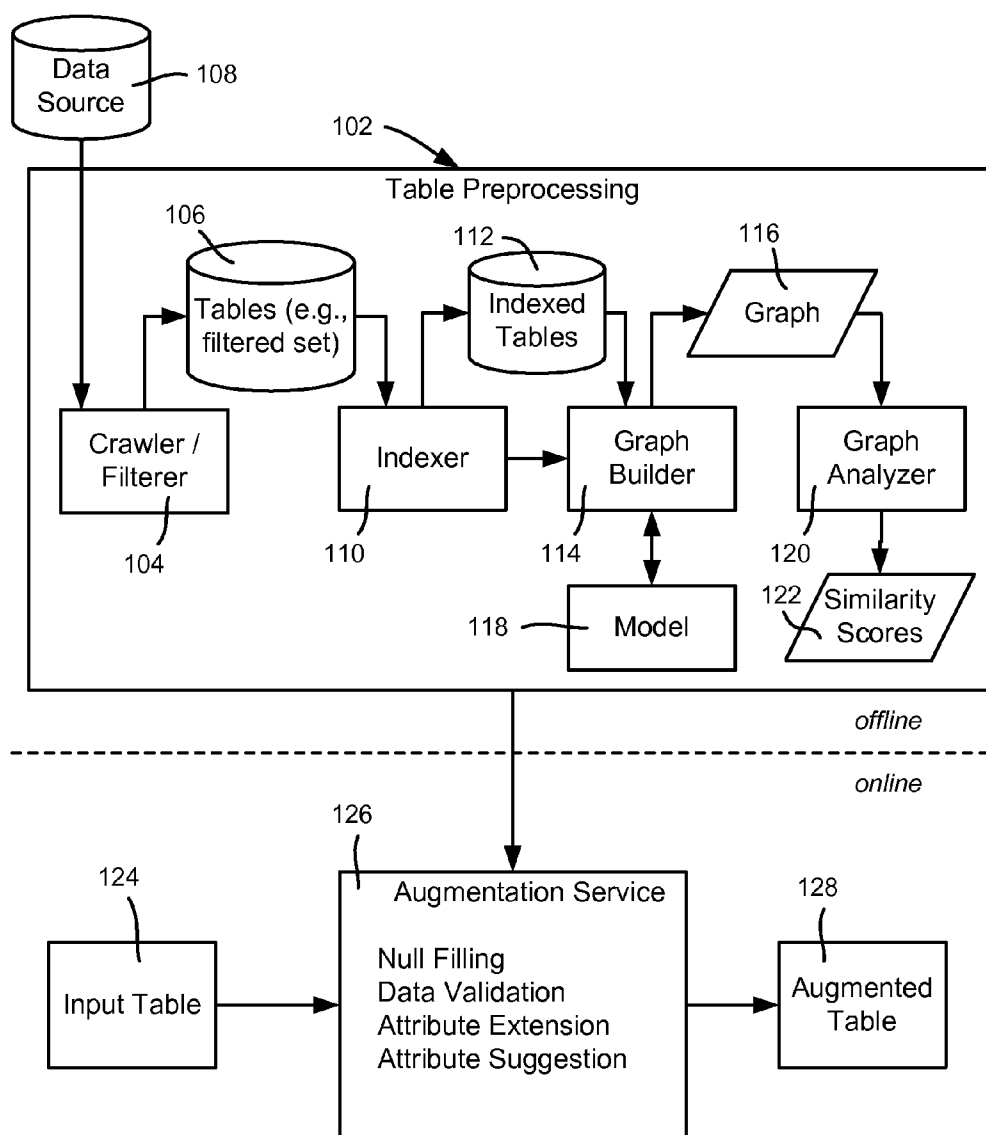 Data
Source
108
102
Table Preprocessing
106
Tables (e.g.,
filtered set)
112
Indexed
Tables
116
Graph
Crawler /
Filterer
104
Indexer
110
Graph
Builder
114
Graph
Analyzer
120
118
Model
122
Similarity
Scores
offline
online
126
124
Input Table
Augmentation Service
Null Filling
Data Validation
Attribute Extension
Attribute Suggestion
128
Augmented
Table